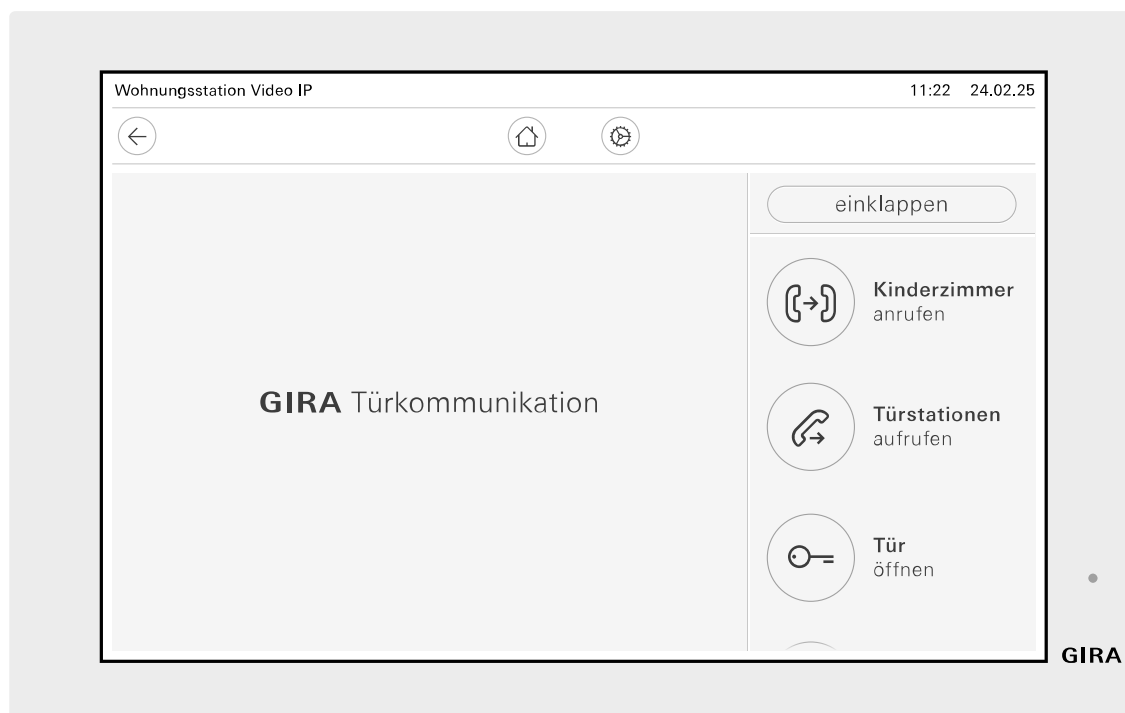 Wohnungsstation Video IP
11:22 24.02.25
einklappen
Kinderzimmer
anrufen
GIRA Türkommunikation
Türstationen
aufrufen
Tür
öffnen
GIRA